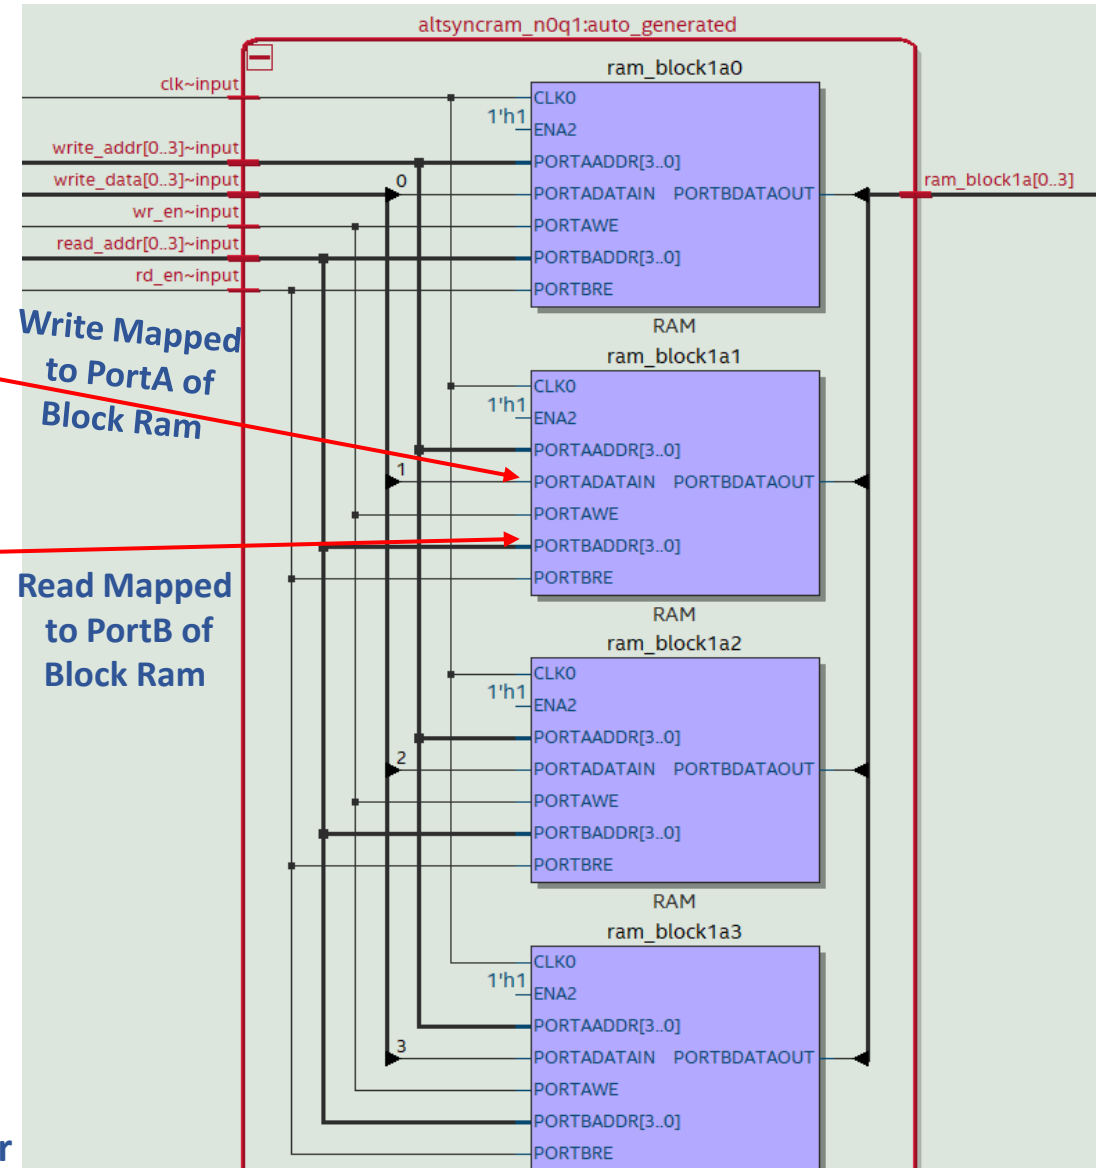 altsyncram_n0q1:auto_generated
clk~input
write_addr[0..3]~input
write_data[0..3]~input
wr_en~input
read_addr[0..3]~input
rd_en~input
ram_block1a0
1'h1
0
CLK0
ENA2
PORTAADDR[3..0]
PORTADATAIN PORTBDATAOUT
PORTAWE
PORTBADDR[3..0]
PORTBRE
RAM
ram_block1a[0..3]
Write Mapped
to PortA of
Block Ram
ram_block1a1
1'h1
1
CLK0
ENA2
PORTAADDR[3..0]
PORTADATAIN PORTBDATAOUT
PORTAWE
PORTBADDR[3..0]
PORTBRE
RAM
Read Mapped
to PortB of
Block Ram
ram_block1a2
1'h1
2
CLK0
ENA2
PORTAADDR[3..0]
PORTADATAIN PORTBDATAOUT
PORTAWE
PORTBADDR[3..0]
PORTBRE
RAM
ram_block1a3
1'h1
3
CLK0
ENA2
PORTAADDR[3..0]
PORTADATAIN PORTBDATAOUT
PORTAWE
PORTBADDR[3..0]
PORTBRE